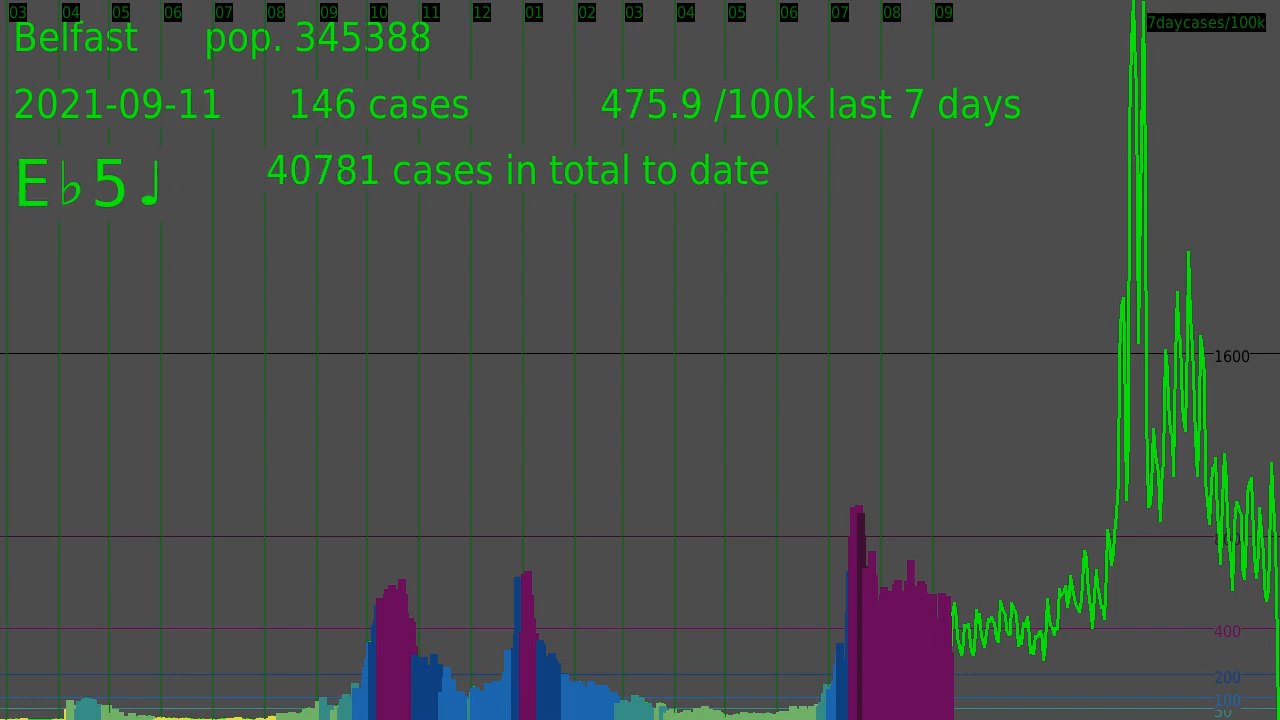 03 04 05 06 07 08 09 10 11 12 01 02 03 04 05 06 07 08 09
7daycases/100k
Belfast pop. 345388
2021-09-11 146 cases 475.9 /100k last 7 days
E♭5♩ 40781 cases in total to date
1600
800
400
200
100
50